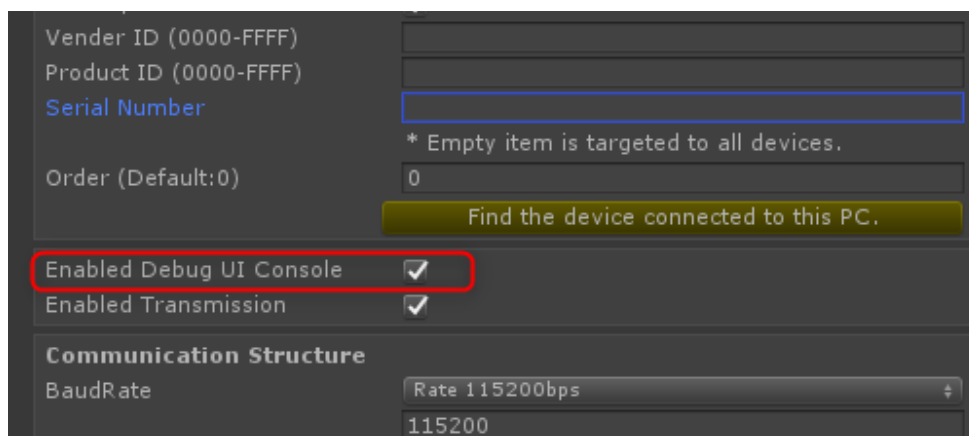 Vender ID (0000-FFFF)
Product ID (0000-FFFF)
Serial Number
* Empty item is targeted to all devices.
Order (Default:0) 0
Find the device connected to this PC.
Enabled Debug UI Console
Enabled Transmission
Communication Structure
BaudRate Rate 115200bps
115200